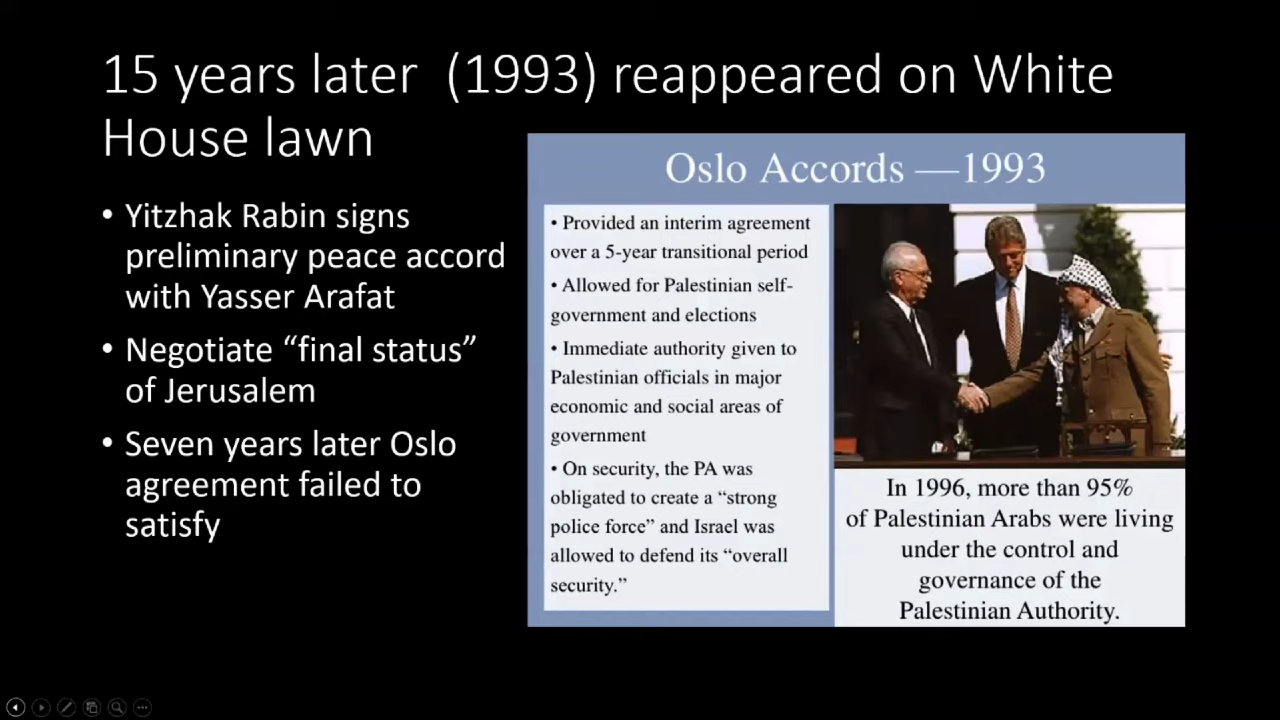 15 years later (1993) reappeared on White
House lawn
• Yitzhak Rabin signs
preliminary peace accord
with Yasser Arafat
• Negotiate “final status”
of Jerusalem
• Seven years later Oslo
agreement failed to
satisfy
Oslo Accords —1993
• Provided an interim agreement
over a 5-year transitional period
• Allowed for Palestinian self-
government and elections
• Immediate authority given to
Palestinian officials in major
economic and social areas of
government
• On security, the PA was
obligated to create a “strong
police force” and Israel was
allowed to defend its “overall
security.”
In 1996, more than 95%
of Palestinian Arabs were living
under the control and
governance of the
Palestinian Authority.